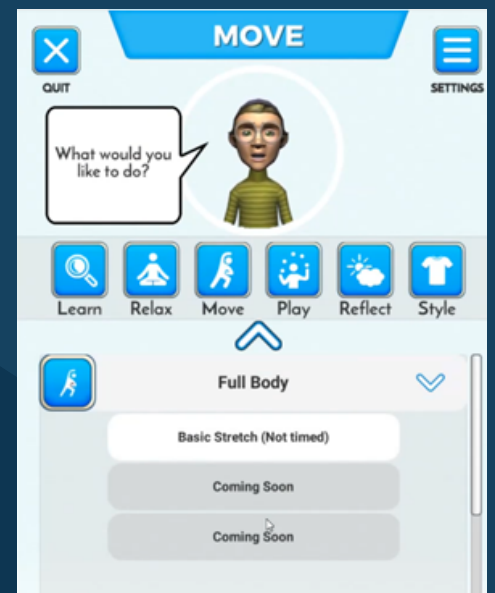 MOVE
QUIT
SETTINGS
What would you
like to do?
Learn Relax Move Play Reflect Style
Full Body
Basic Stretch (Not timed)
Coming Soon
Coming Soon